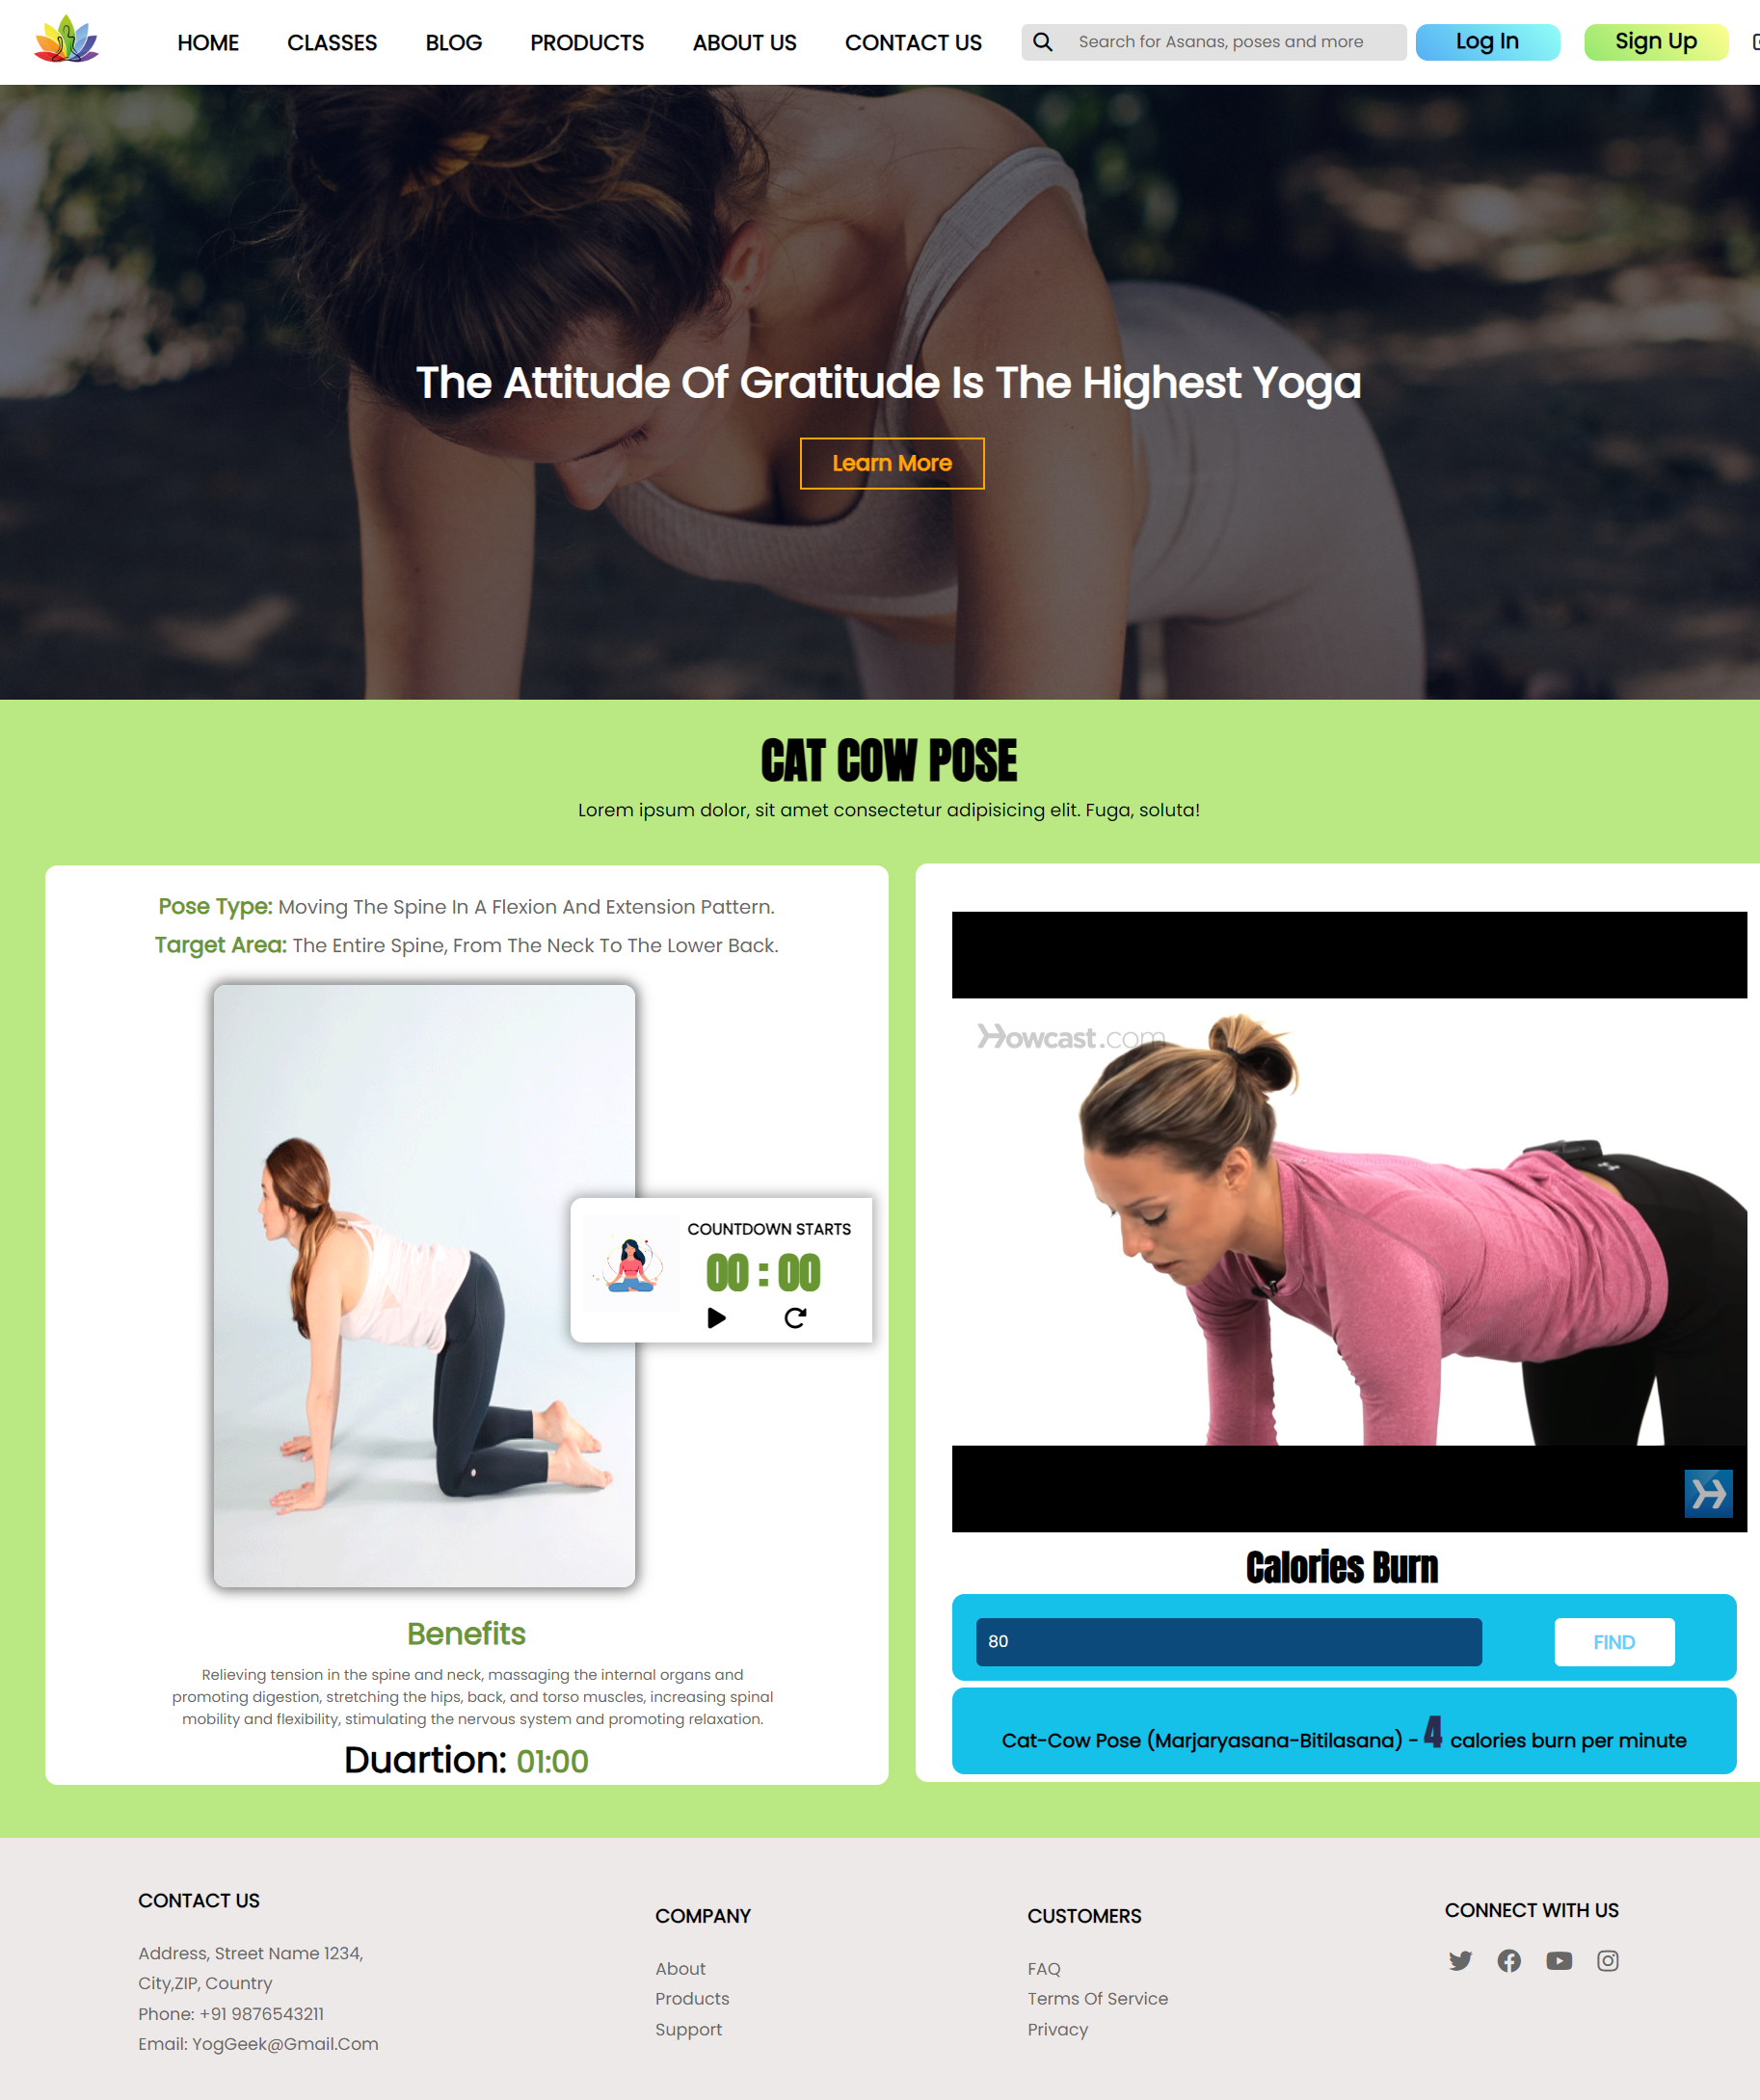 HOME CLASSES BLOG PRODUCTS ABOUT US CONTACT US Search for Asanas, poses and more Log In Sign Up
The Attitude Of Gratitude Is The Highest Yoga
Learn More
CAT COW POSE
Lorem ipsum dolor, sit amet consectetur adipisicing elit. Fuga, soluta!
Pose Type: Moving The Spine In A Flexion And Extension Pattern.
Target Area: The Entire Spine, From The Neck To The Lower Back.
COUNTDOWN STARTS
00 : 00
Benefits
Relieving tension in the spine and neck, massaging the internal organs and
promoting digestion, stretching the hips, back, and torso muscles, increasing spinal
mobility and flexibility, stimulating the nervous system and promoting relaxation.
Duartion: 01:00
Howcast.com
Calories Burn
80
FIND
Cat-Cow Pose (Marjaryasana-Bitilasana) - 4 calories burn per minute
CONTACT US
Address, Street Name 1234,
City,ZIP, Country
Phone: +91 9876543211
Email: YogGeek@Gmail.Com
COMPANY
About
Products
Support
CUSTOMERS
FAQ
Terms Of Service
Privacy
CONNECT WITH US